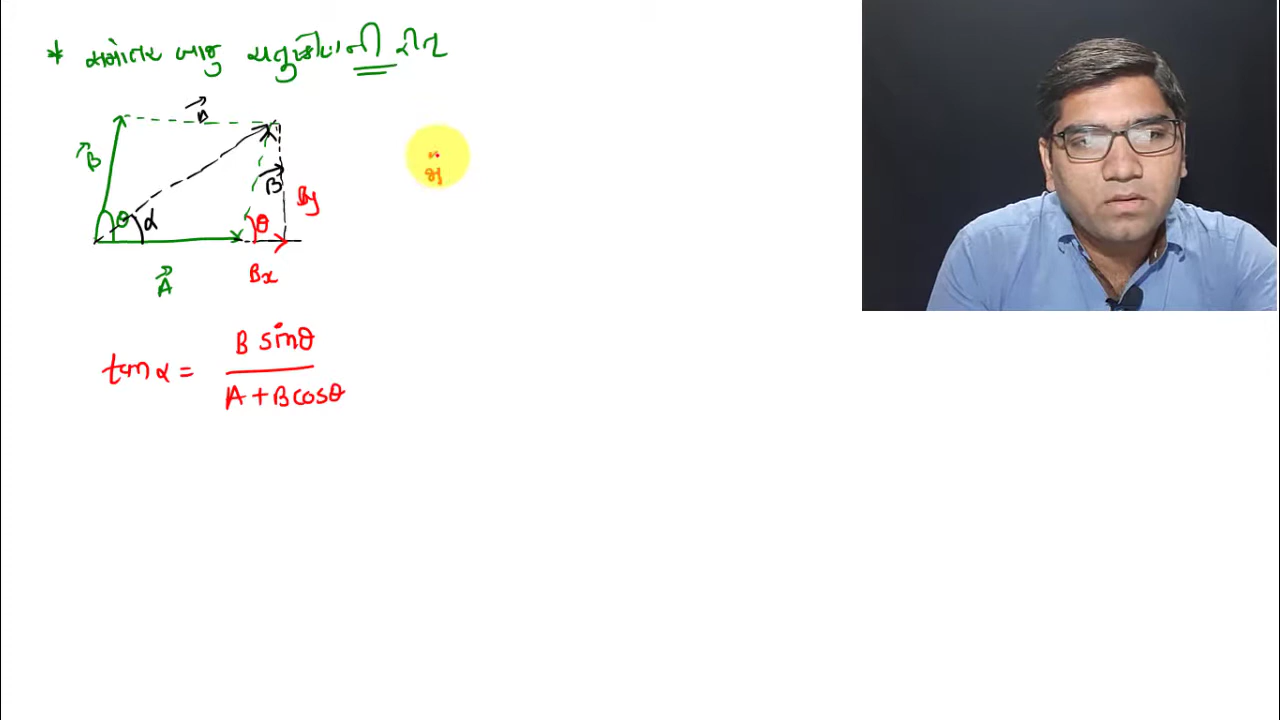 * સમાંતર બાજુ ચતુષ્કોણની રીત
B
B
θ
α
B
By
θ
A
Bx
tan α = B sinθ / A + B cosθ